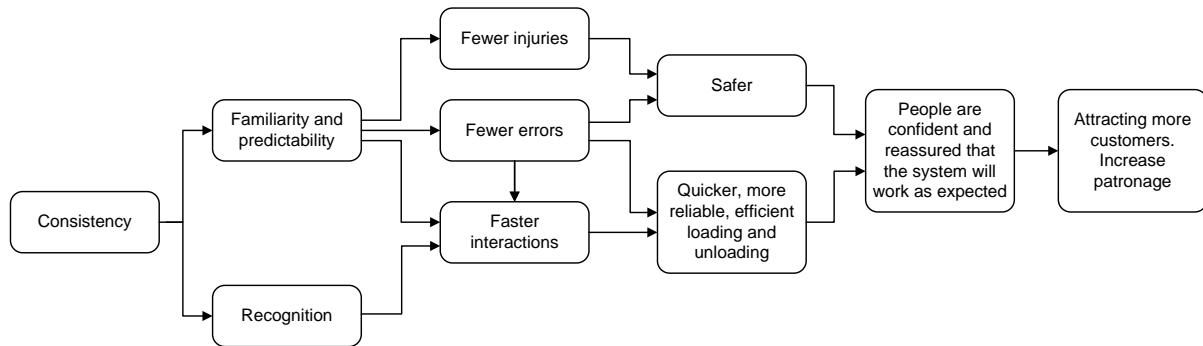 Consistency
Familiarity and
predictability
Recognition
Fewer injuries
Fewer errors
Faster
interactions
Safer
Quicker, more
reliable, efficient
loading and
unloading
People are
confident and
reassured that
the system will
work as expected
Attracting more
customers.
Increase
patronage